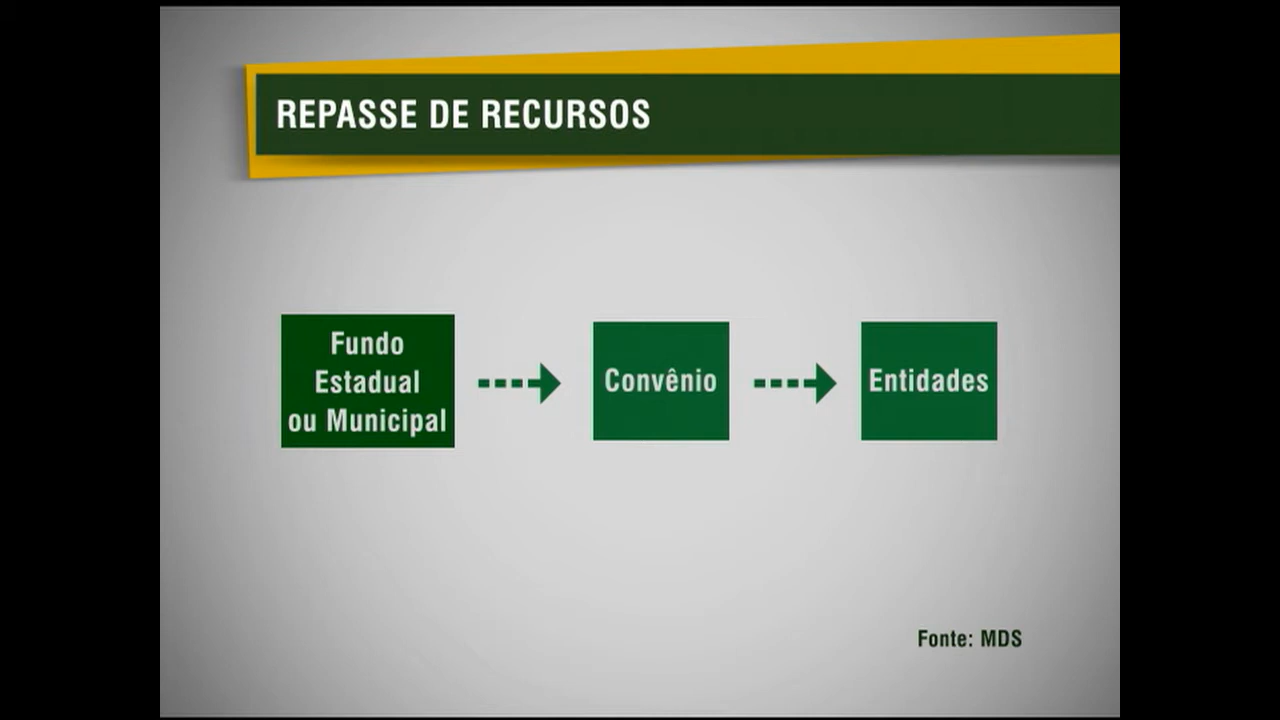 REPASSE DE RECURSOS
Fundo
Estadual
ou Municipal
Convênio
Entidades
Fonte: MDS